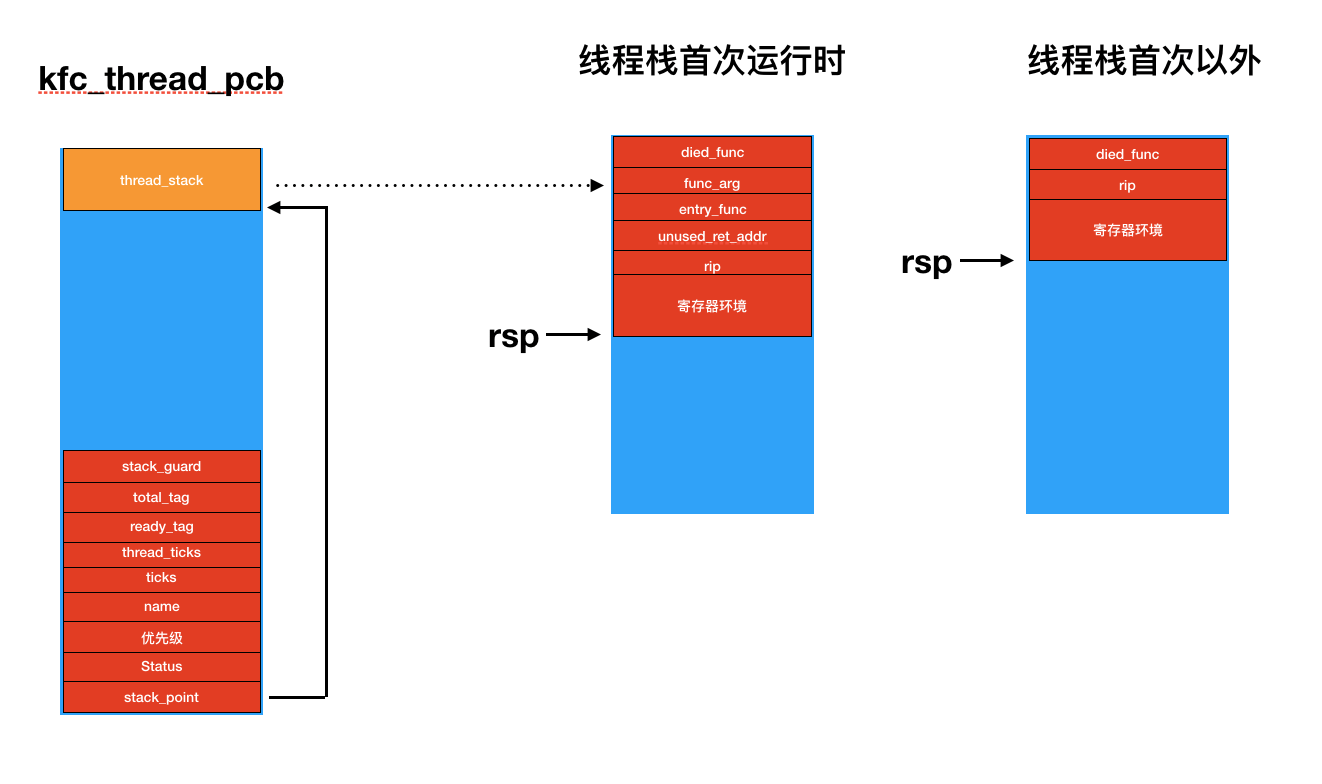 kfc_thread_pcb
thread_stack
stack_guard
total_tag
ready_tag
thread_ticks
ticks
name
优先级
Status
stack_point
线程栈首次运行时
died_func
func_arg
entry_func
unused_ret_addr
rip
寄存器环境
rsp
线程栈首次以外
died_func
rip
寄存器环境
rsp